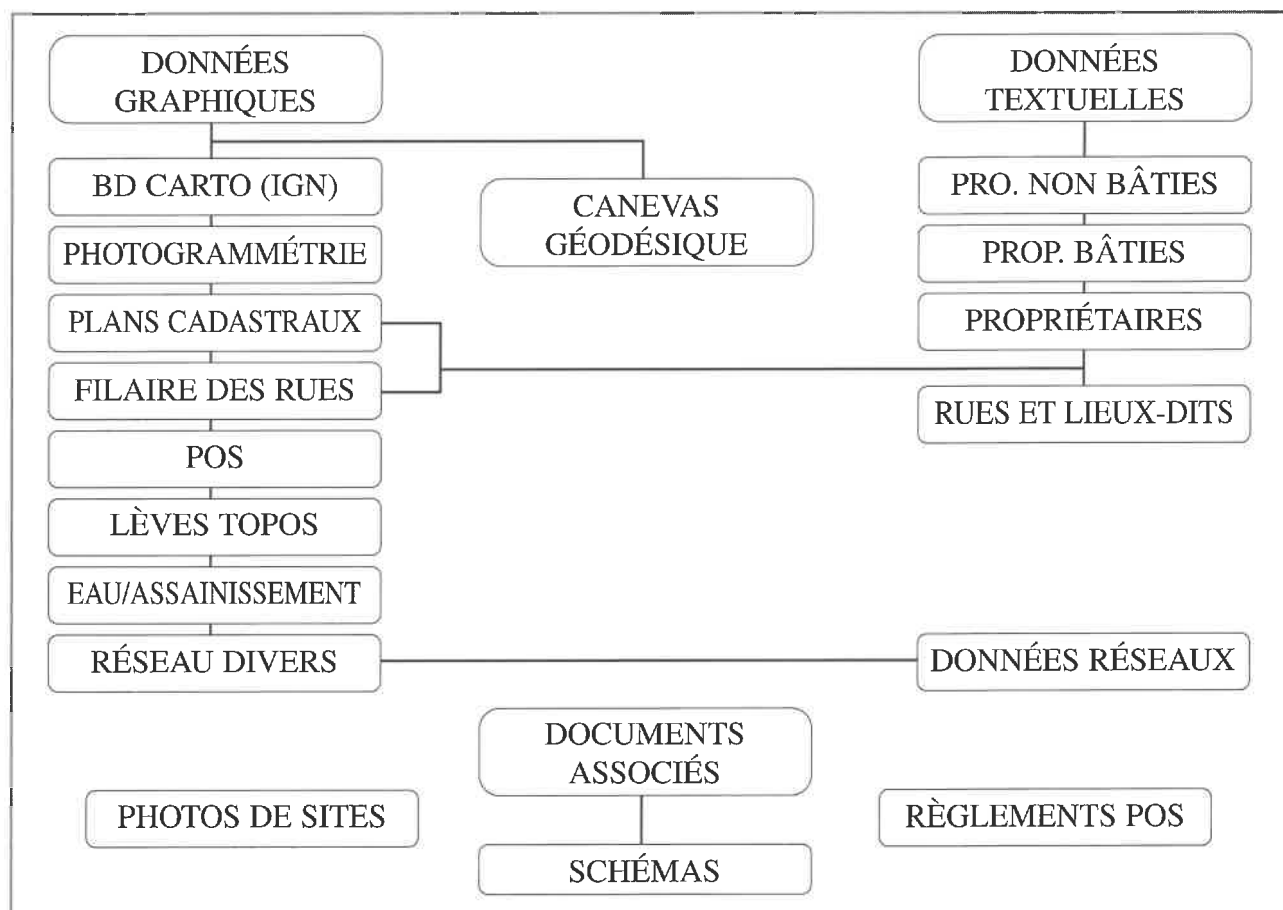 DONNÉES
GRAPHIQUES
BD CARTO (IGN)
PHOTOGRAMMÉTRIE
PLANS CADASTRAUX
FILAIRE DES RUES
POS
LÈVES TOPOS
EAU/ASSAINISSEMENT
RÉSEAU DIVERS
CANEVAS
GÉODÉSIQUE
DONNÉES
TEXTUELLES
PRO. NON BÂTIES
PROP. BÂTIES
PROPRIÉTAIRES
RUES ET LIEUX-DITS
DONNÉES RÉSEAUX
DOCUMENTS
ASSOCIÉS
PHOTOS DE SITES
SCHÉMAS
RÈGLEMENTS POS